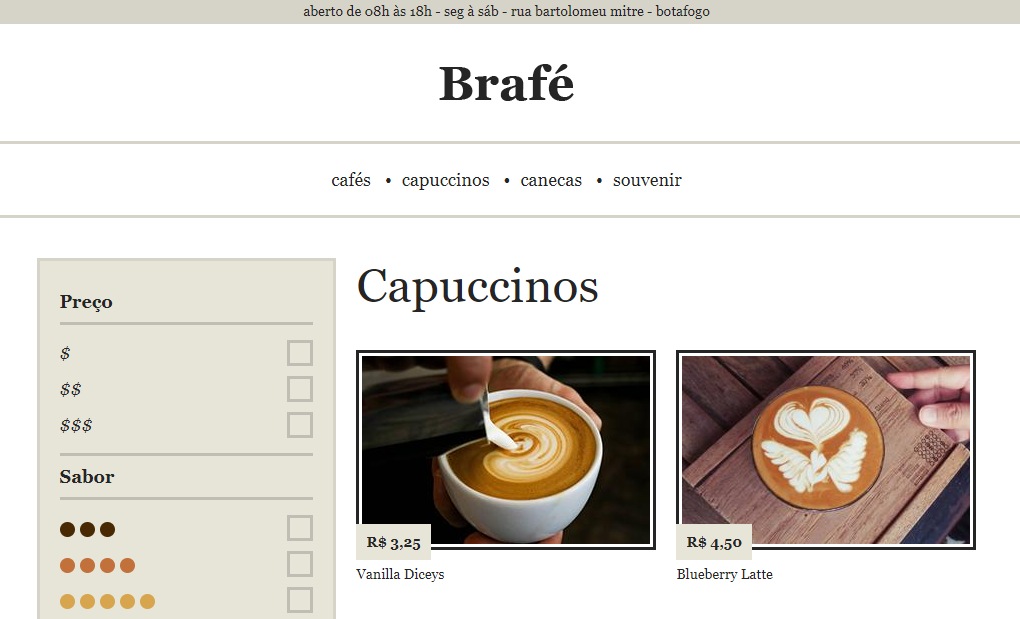 aberto de 08h às 18h - seg à sáb - rua bartolomeu mitre - botafogo
Brafé
cafés • capuccinos • canecas • souvenir
Preço
$
$$
$$$
Sabor
Capuccinos
R$ 3,25
Vanilla Diceys
R$ 4,50
Blueberry Latte